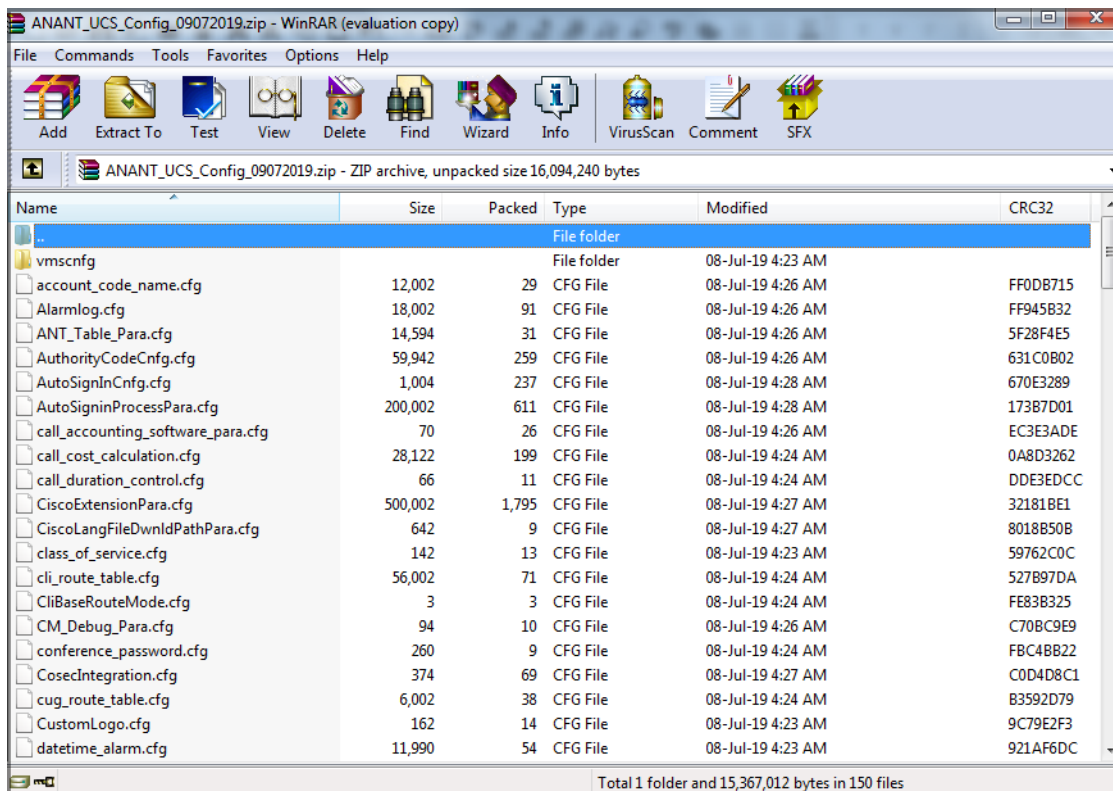 ANANT_UCS_Config_09072019.zip - WinRAR (evaluation copy)
File Commands Tools Favorites Options Help
Add Extract To Test View Delete Find Wizard Info VirusScan Comment SFX
ANANT_UCS_Config_09072019.zip - ZIP archive, unpacked size 16,094,240 bytes
Name Size Packed Type Modified CRC32
.. File folder
vmscnfg File folder 08-Jul-19 4:23 AM
account_code_name.cfg 12,002 29 CFG File 08-Jul-19 4:26 AM FF0DB715
Alarmlog.cfg 18,002 91 CFG File 08-Jul-19 4:26 AM FF945B32
ANT_Table_Para.cfg 14,594 31 CFG File 08-Jul-19 4:26 AM 5F28F4E5
AuthorityCodeCnfg.cfg 59,942 259 CFG File 08-Jul-19 4:26 AM 631C0B02
AutoSignInCnfg.cfg 1,004 237 CFG File 08-Jul-19 4:28 AM 670E3289
AutoSigninProcessPara.cfg 200,002 611 CFG File 08-Jul-19 4:28 AM 173B7D01
call_accounting_software_para.cfg 70 26 CFG File 08-Jul-19 4:26 AM EC3E3ADE
call_cost_calculation.cfg 28,122 199 CFG File 08-Jul-19 4:24 AM 0A8D3262
call_duration_control.cfg 66 11 CFG File 08-Jul-19 4:24 AM DDE3EDCC
CiscoExtensionPara.cfg 500,002 1,795 CFG File 08-Jul-19 4:27 AM 32181BE1
CiscoLangFileDwnldPathPara.cfg 642 9 CFG File 08-Jul-19 4:27 AM 8018B50B
class_of_service.cfg 142 13 CFG File 08-Jul-19 4:23 AM 59762C0C
cli_route_table.cfg 56,002 71 CFG File 08-Jul-19 4:24 AM 527B97DA
CliBaseRouteMode.cfg 3 3 CFG File 08-Jul-19 4:24 AM FE83B325
CM_Debug_Para.cfg 94 10 CFG File 08-Jul-19 4:26 AM C70BC9E9
conference_password.cfg 260 9 CFG File 08-Jul-19 4:24 AM FBC4BB22
CosecIntegration.cfg 374 69 CFG File 08-Jul-19 4:27 AM C0D4D8C1
cug_route_table.cfg 6,002 38 CFG File 08-Jul-19 4:24 AM B3592D79
CustomLogo.cfg 162 14 CFG File 08-Jul-19 4:23 AM 9C79E2F3
datetime_alarm.cfg 11,990 54 CFG File 08-Jul-19 4:23 AM 921AF6DC
Total 1 folder and 15,367,012 bytes in 150 files